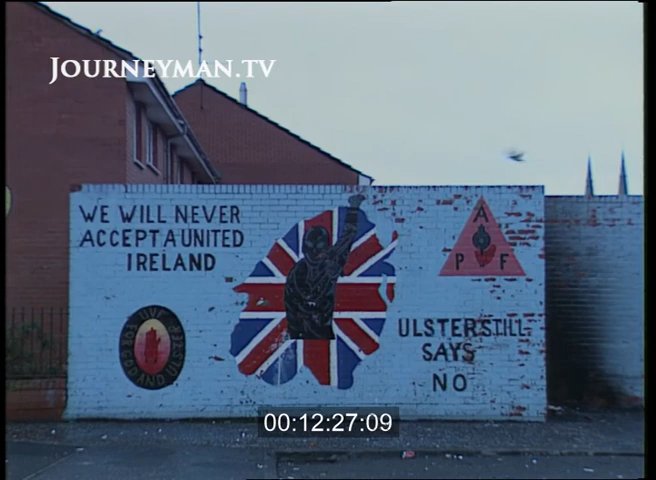 JOURNEYMAN.TV
WE WILL NEVER
ACCEPT A UNITED
IRELAND
A
P F
UVF
FOR GOD AND ULSTER
ULSTER STILL
SAYS
NO
00:12:27:09